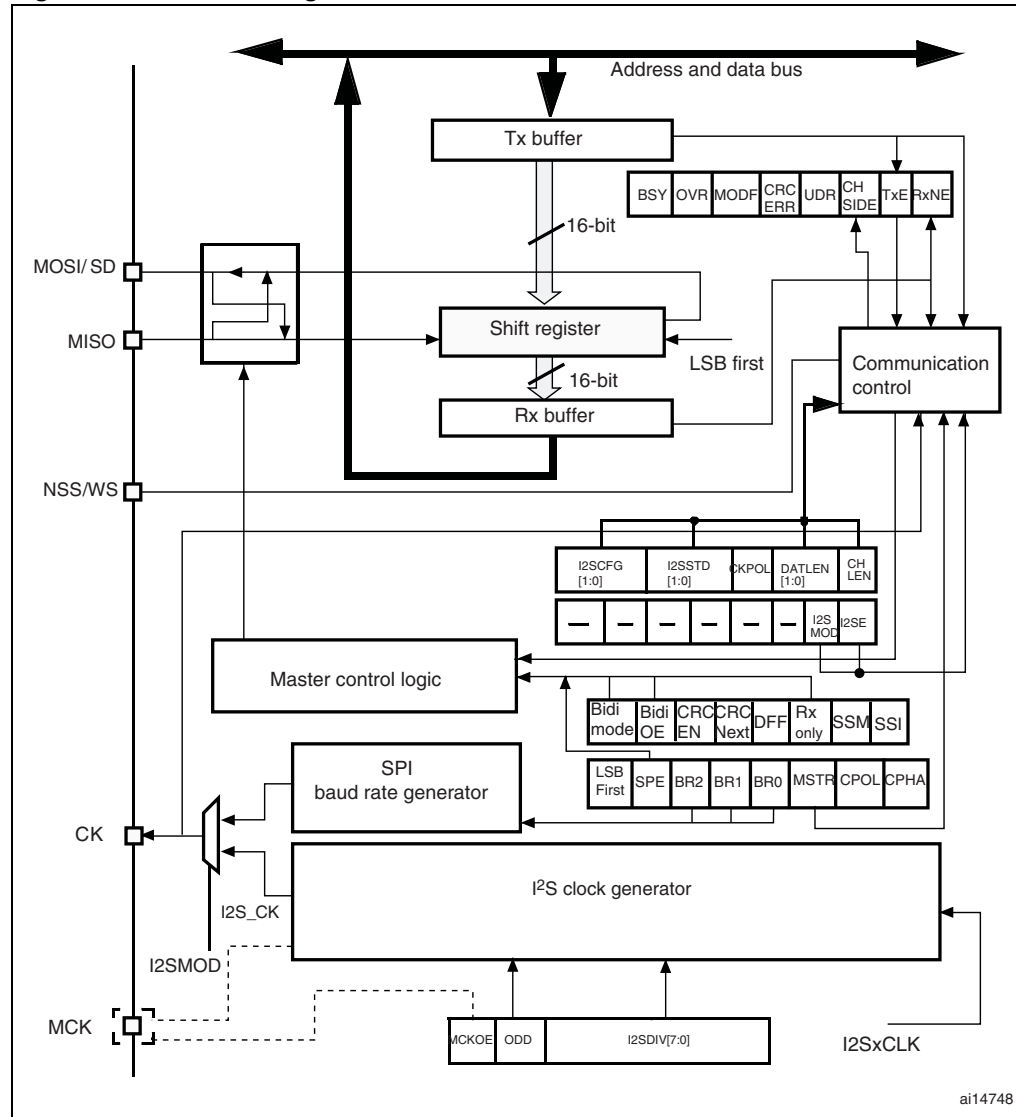 Address and data bus
Tx buffer
BSY OVR MODF CRC ERR UDR CH SIDE TxE RxNE
16-bit
MOSI/ SD
Shift register
MISO
LSB first
Communication
control
16-bit
Rx buffer
NSS/WS
I2SCFG [1:0] I2SSTD [1:0] CKPOL DATLEN [1:0] CH LEN
I2S MOD I2SE
Master control logic
Bidi mode Bidi OE CRC EN CRC Next DFF Rx only SSM SSI
SPI
baud rate generator
LSB First SPE BR2 BR1 BR0 MSTR CPOL CPHA
CK
I2S clock generator
I2S_CK
I2SMOD
MCK
MCKOE ODD I2SDIV[7:0]
I2SxCLK
ai14748